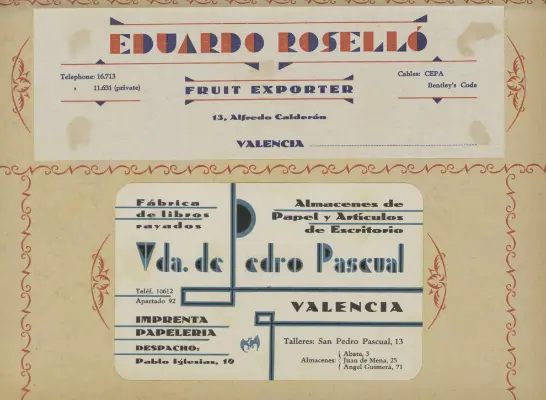 EDUARDO ROSELLÓ
Telephone: 16.713
» 11.631 (private)
Cables: CEPA
Bentley's Code
FRUIT EXPORTER
13, Alfredo Calderón
VALENCIA
Fábrica
de libros
rayados
Almacenes de
Papel y Artículos
de Escritorio
Vda. de Pedro Pascual
Teléf. 10612
Apartado 92
VALENCIA
IMPRENTA
PAPELERIA
DESPACHO:
Pablo Iglesias, 10
Talleres: San Pedro Pascual, 13
Almacenes: Abate, 3
Juan de Mena, 25
Angel Guimerá, 71